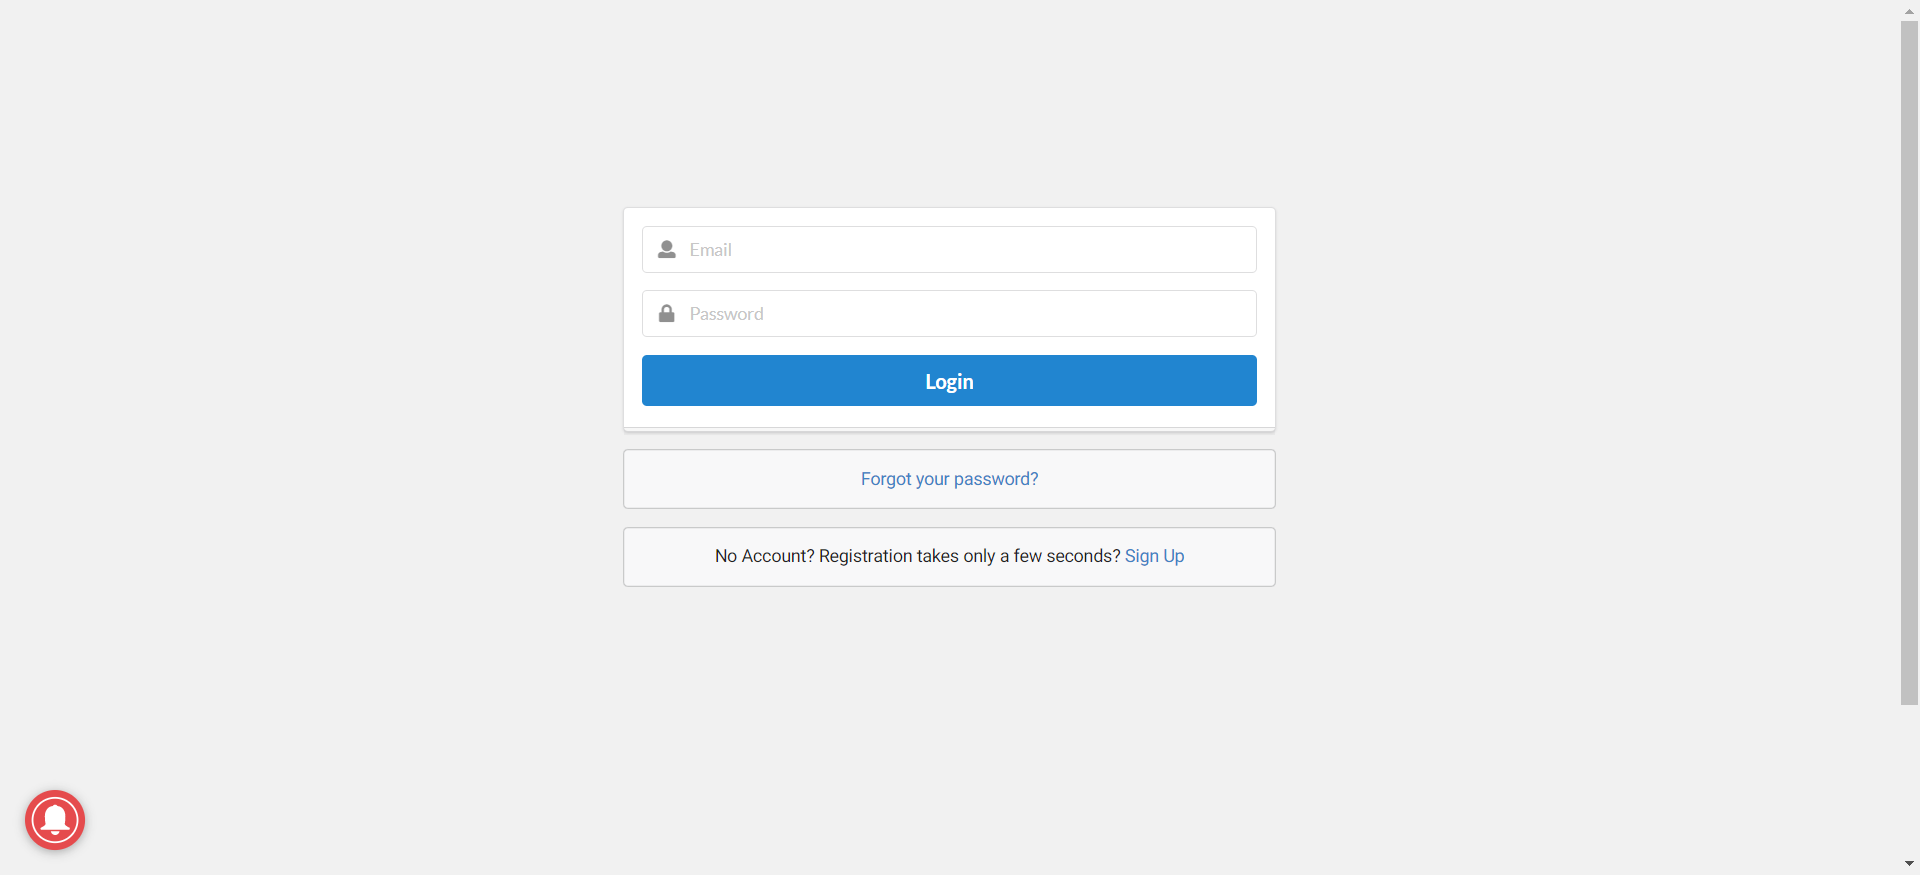 Email
Password
Login
Forgot your password?
No Account? Registration takes only a few seconds? Sign Up